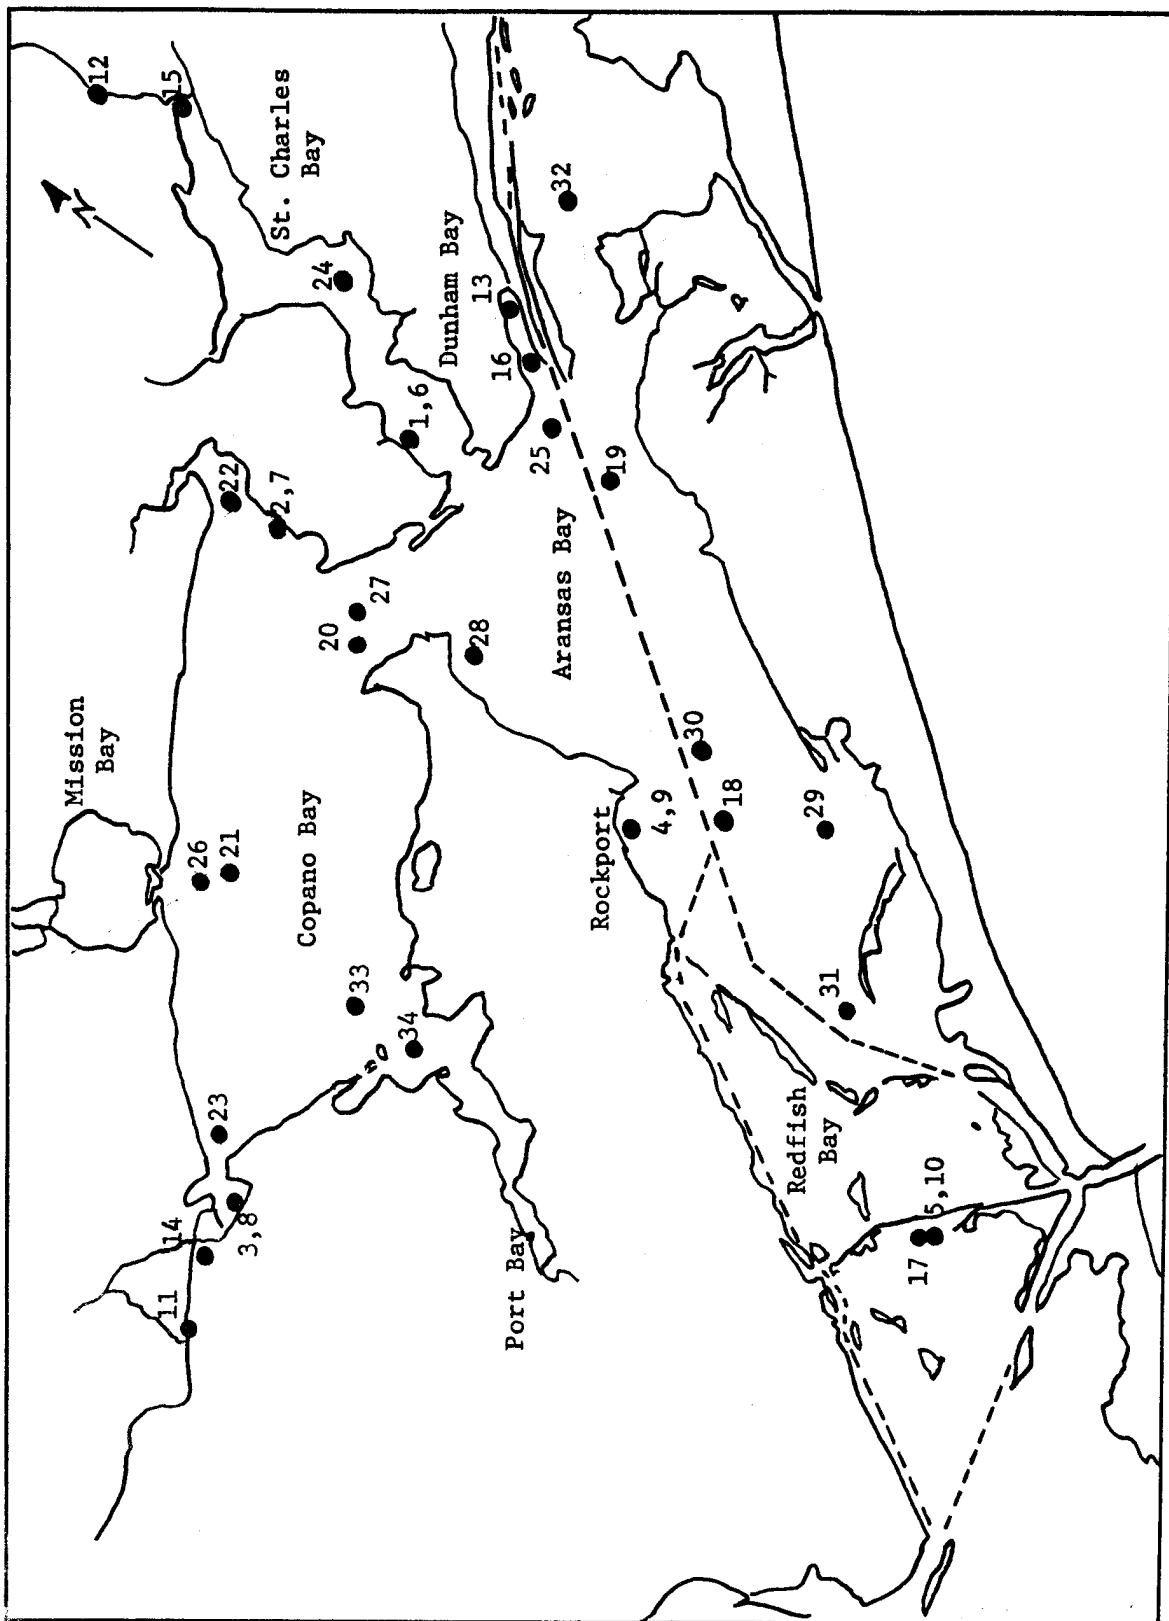 12
Mission
Bay
11
14
15
N
26
23
22
21
3,8
2,7
St. Charles
Bay
Copano Bay
24
20
33
27
34
1,6
Dunham Bay
28
13
16
Port Bay
25
Aransas Bay
32
Rockport
19
4,9
30
18
Redfish
Bay
29
31
17
5,10